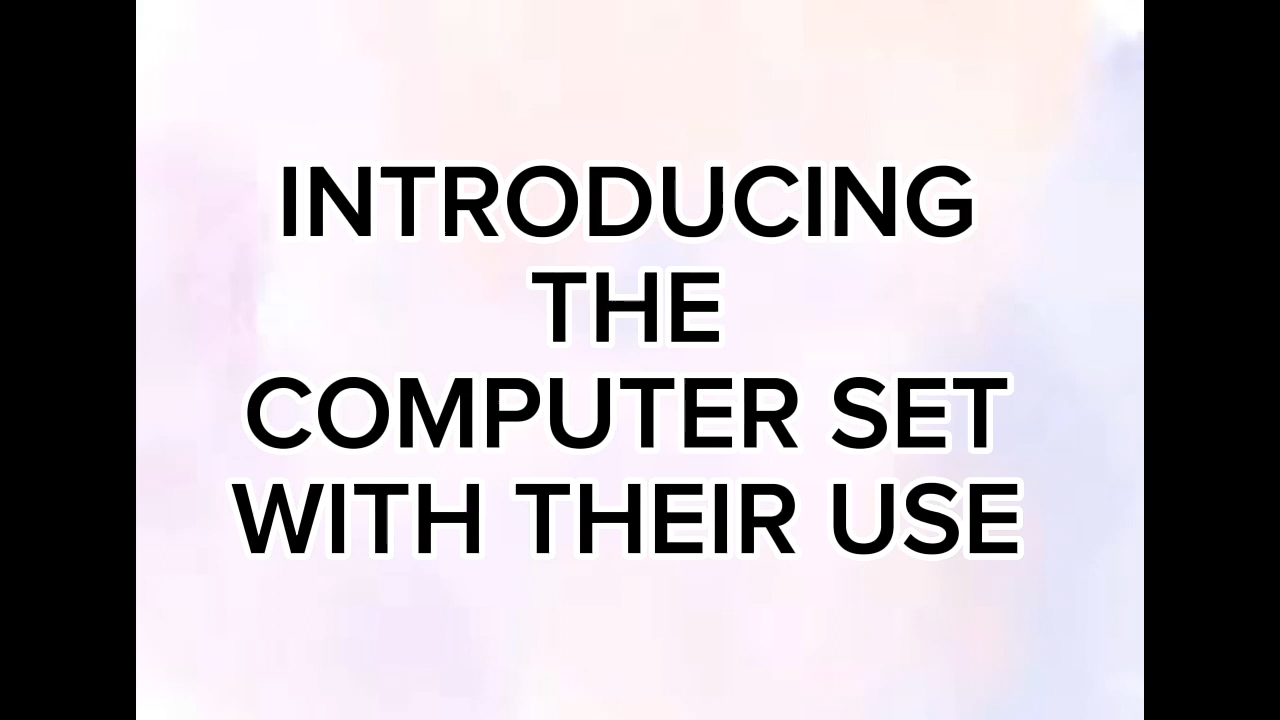 INTRODUCING
THE
COMPUTER SET
WITH THEIR USE